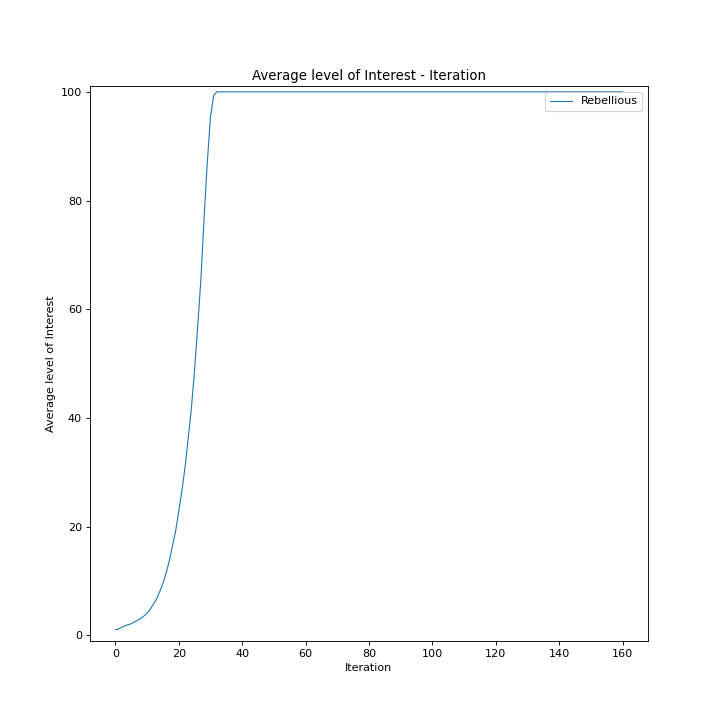 Average level of Interest - Iteration
Rebellious
100
80
60
40
20
0
Average level of Interest
0 20 40 60 80 100 120 140 160
Iteration